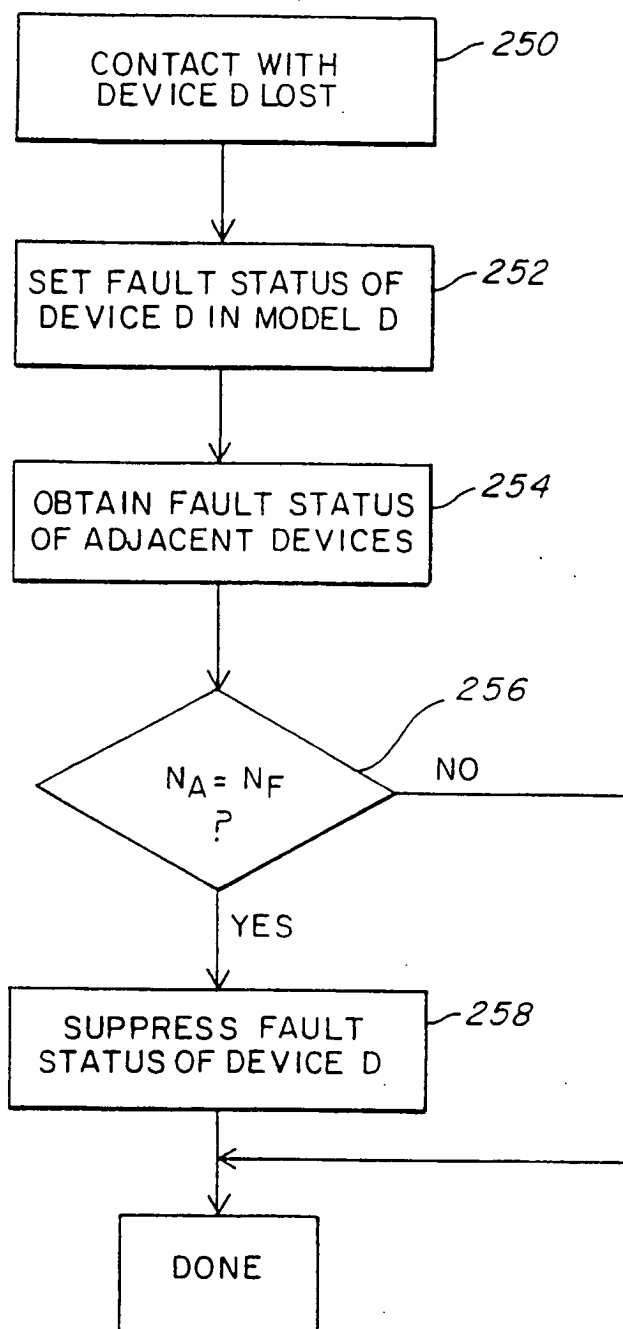 CONTACT WITH
DEVICE D LOST
250
SET FAULT STATUS OF
DEVICE D IN MODEL D
252
OBTAIN FAULT STATUS
OF ADJACENT DEVICES
254
256
NA = NF
?
NO
YES
SUPPRESS FAULT
STATUS OF DEVICE D
258
DONE